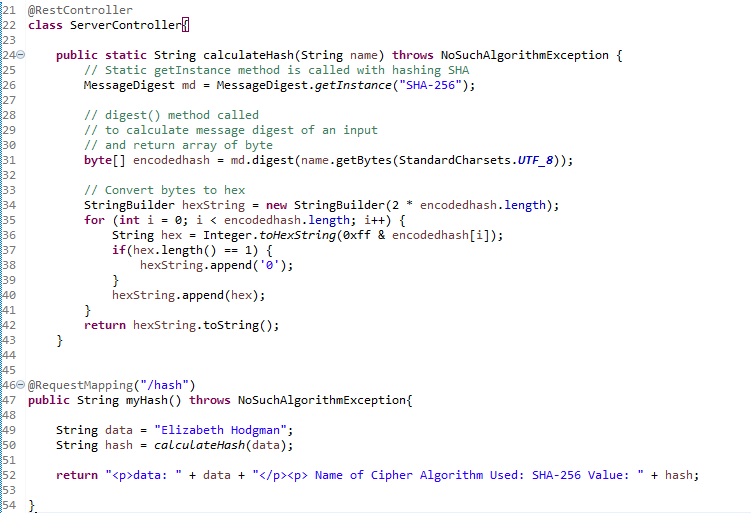 21 @RestController
22 class ServerController{
23
24 public static String calculateHash(String name) throws NoSuchAlgorithmException {
25 // Static getInstance method is called with hashing SHA
26 MessageDigest md = MessageDigest.getInstance("SHA-256");
27
28 // digest() method called
29 // to calculate message digest of an input
30 // and return array of byte
31 byte[] encodedhash = md.digest(name.getBytes(StandardCharsets.UTF_8));
32
33 // Convert bytes to hex
34 StringBuilder hexString = new StringBuilder(2 * encodedhash.length);
35 for (int i = 0; i < encodedhash.length; i++) {
36 String hex = Integer.toHexString(0xff & encodedhash[i]);
37 if(hex.length() == 1) {
38 hexString.append('0');
39 }
40 hexString.append(hex);
41 }
42 return hexString.toString();
43 }
44
45
46 @RequestMapping("/hash")
47 public String myHash() throws NoSuchAlgorithmException{
48
49 String data = "Elizabeth Hodgman";
50 String hash = calculateHash(data);
51
52 return "<p>data: " + data + "</p><p> Name of Cipher Algorithm Used: SHA-256 Value: " + hash;
53
54 }